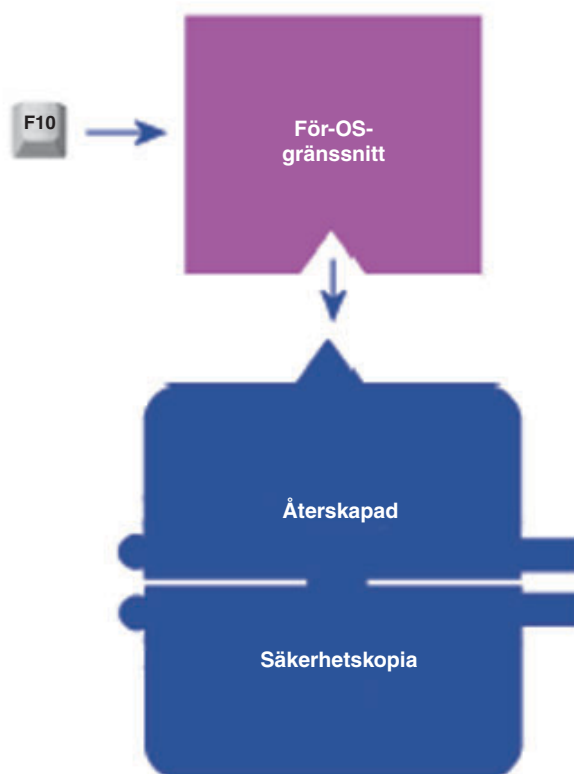 F10
För-OS-
gränssnitt
Återskapad
Säkerhetskopia